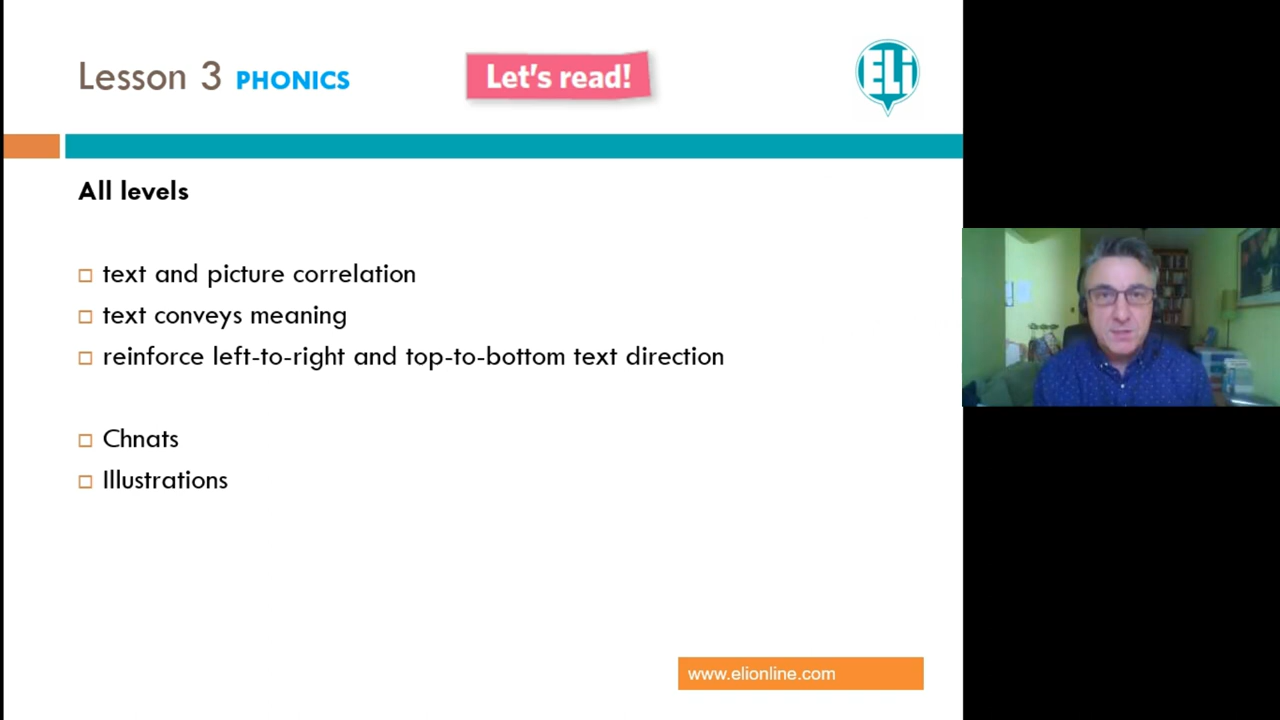 Lesson 3 PHONICS
Let's read!
ELi
All levels
text and picture correlation
text conveys meaning
reinforce left-to-right and top-to-bottom text direction
Chnats
Illustrations
www.elionline.com